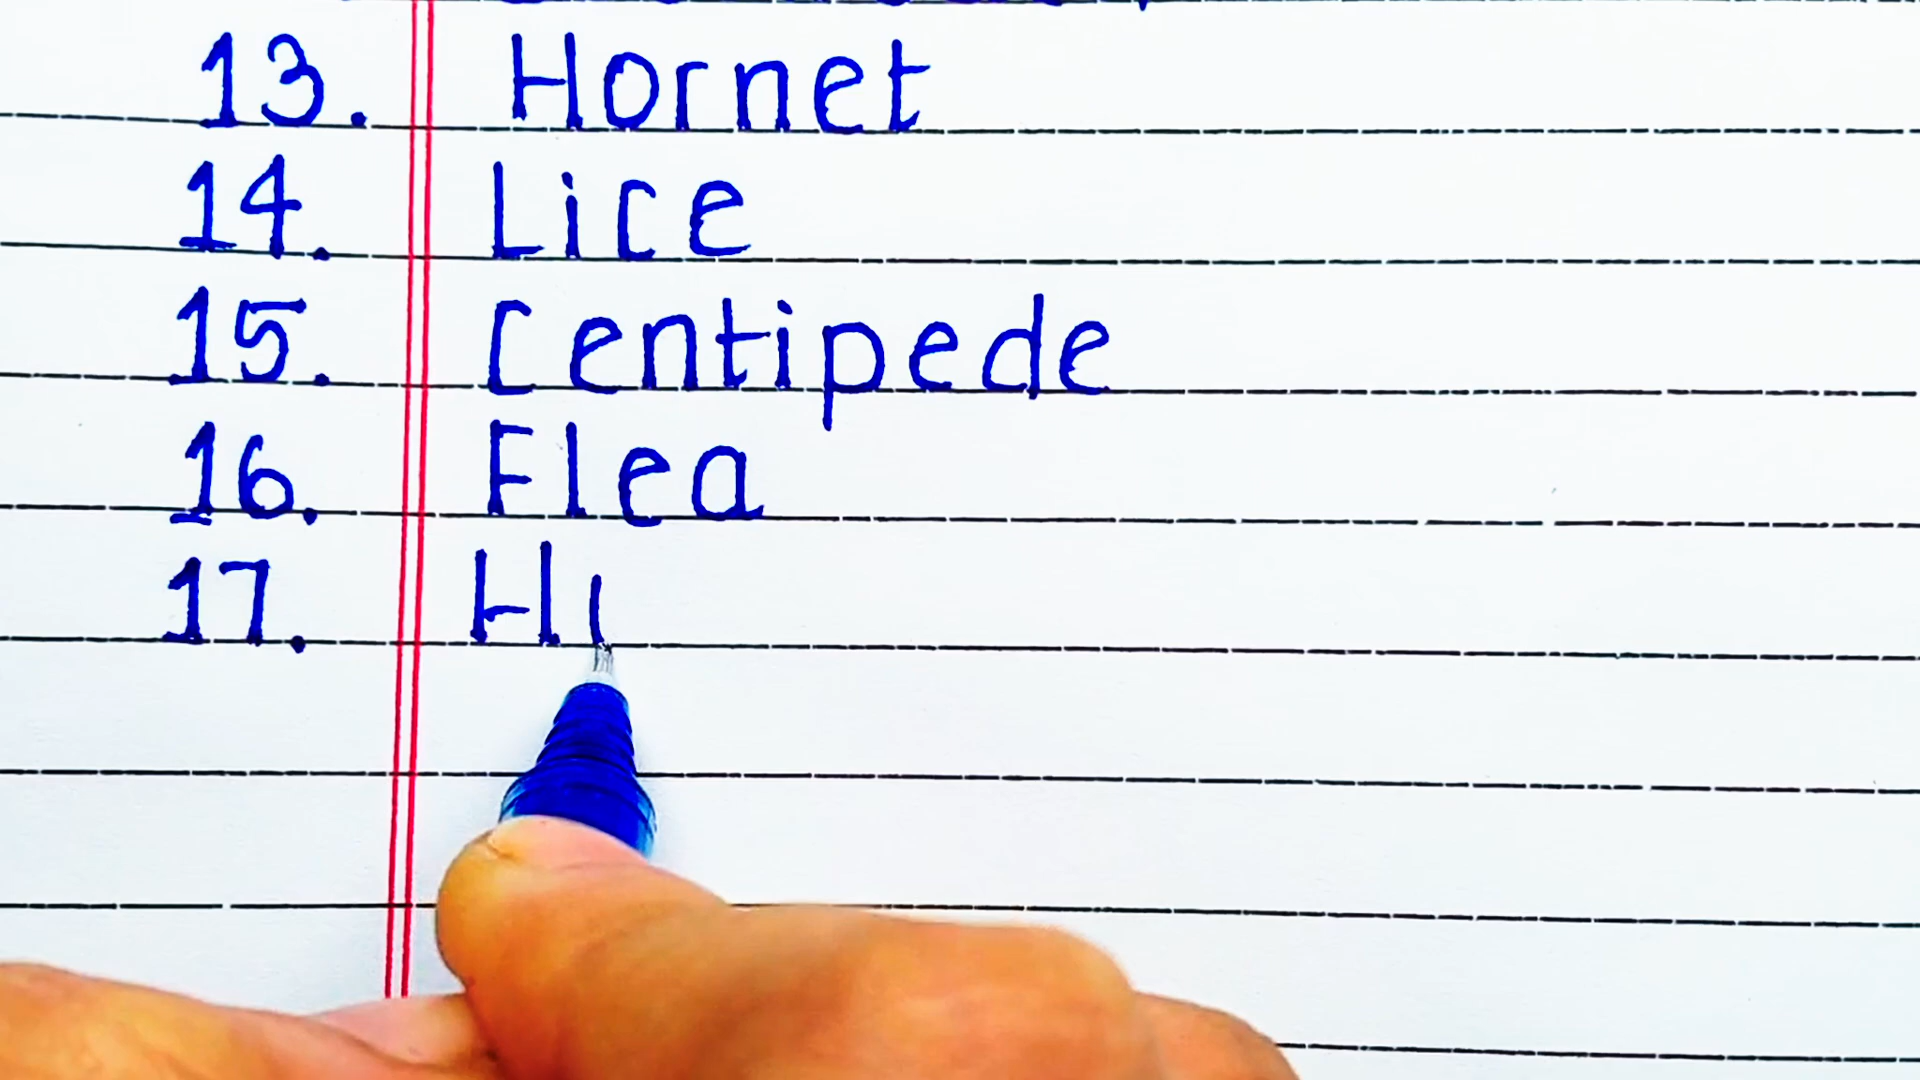 13. Hornet
14. Lice
15. Centipede
16. Flea
17. H